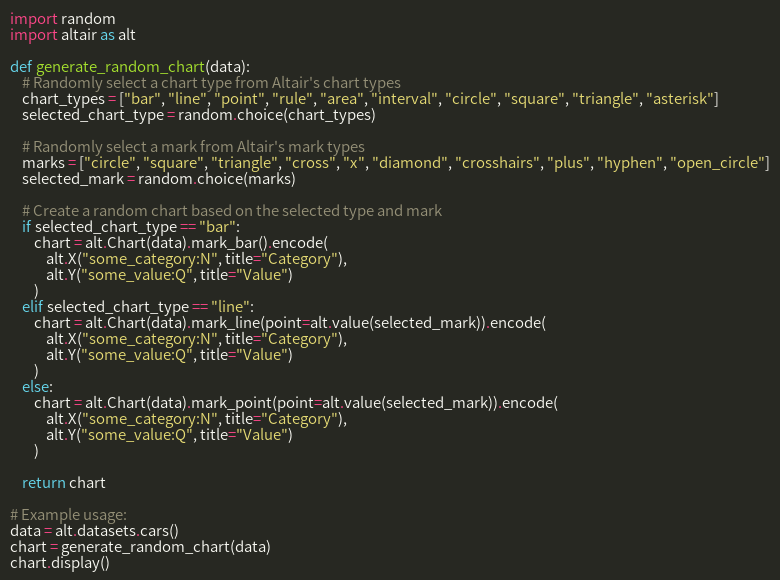 import random
import altair as alt

def generate_random_chart(data):
    # Randomly select a chart type from Altair's chart types
    chart_types = ["bar", "line", "point", "rule", "area", "interval", "circle", "square", "triangle", "asterisk"]
    selected_chart_type = random.choice(chart_types)

    # Randomly select a mark from Altair's mark types
    marks = ["circle", "square", "triangle", "cross", "x", "diamond", "crosshairs", "plus", "hyphen", "open_circle"]
    selected_mark = random.choice(marks)

    # Create a random chart based on the selected type and mark
    if selected_chart_type == "bar":
        chart = alt.Chart(data).mark_bar().encode(
            alt.X("some_category:N", title="Category"),
            alt.Y("some_value:Q", title="Value")
        )
    elif selected_chart_type == "line":
        chart = alt.Chart(data).mark_line(point=alt.value(selected_mark)).encode(
            alt.X("some_category:N", title="Category"),
            alt.Y("some_value:Q", title="Value")
        )
    else:
        chart = alt.Chart(data).mark_point(point=alt.value(selected_mark)).encode(
            alt.X("some_category:N", title="Category"),
            alt.Y("some_value:Q", title="Value")
        )

    return chart

# Example usage:
data = alt.datasets.cars()
chart = generate_random_chart(data)
chart.display()